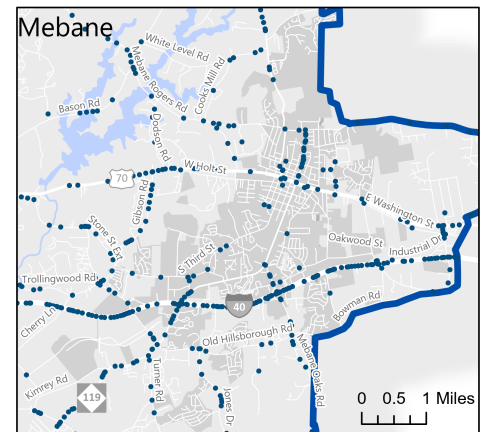 Mebane
White Level Rd
Mebane Rogers Rd
Cooks Mill Rd
Bason Rd
Dodson Rd
W Holt St
70
Gibson Rd
E Washington St
Stone St Ext
Oakwood St
Industrial Dr
S Third St
Trollingwood Rd
Bowman Rd
Cherry Ln
40
Old Hillsborough Rd
Mebane Oaks Rd
Turner Rd
Kimrey Rd
119
Jones Dr
0 0.5 1 Miles